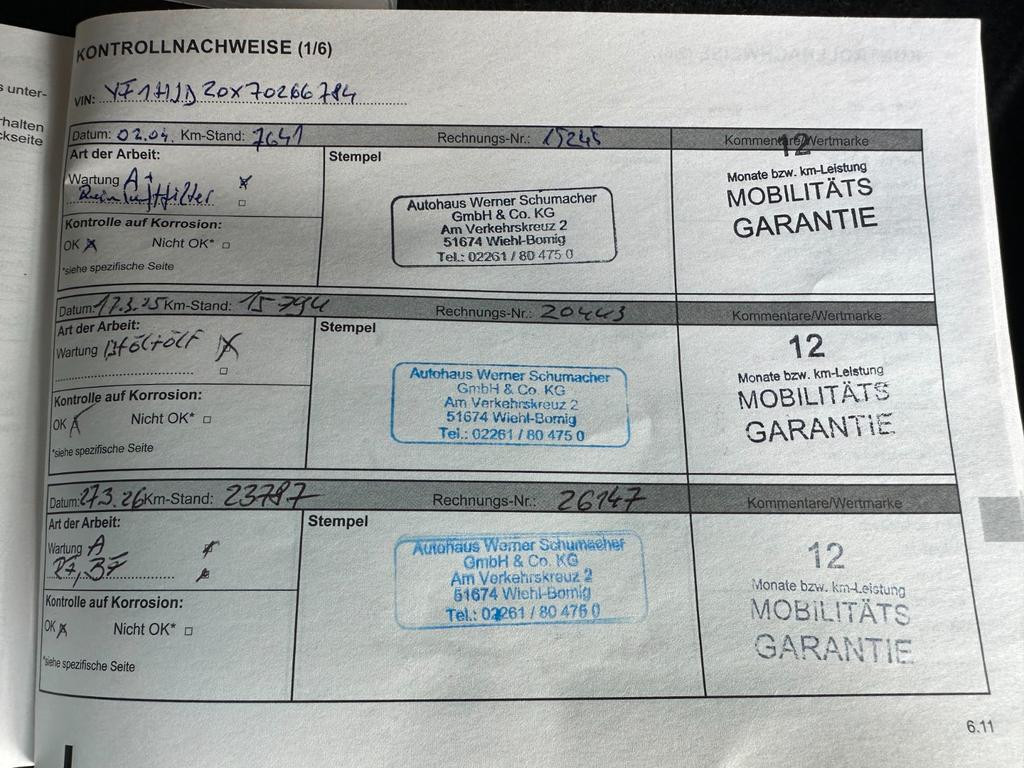 s unter-
rhalten
ckseite
KONTROLLNACHWEISE (1/6)
VIN: VF1HJD20X70266784
Datum: 02.04. Km-Stand: 7641 Rechnungs-Nr.: 15245 Kommentare/Wertmarke
Art der Arbeit:
Wartung A+
Reinluftfilter
Kontrolle auf Korrosion:
OK Nicht OK*
*siehe spezifische Seite
Stempel
Autohaus Werner Schumacher
GmbH & Co. KG
Am Verkehrskreuz 2
51674 Wiehl-Bomig
Tel.: 02261 / 80 475 0
12
Monate bzw. km-Leistung
MOBILITÄTS
GARANTIE
Datum: 17.3.25 Km-Stand: 15 794 Rechnungs-Nr.: 20443 Kommentare/Wertmarke
Art der Arbeit:
Wartung
Kontrolle auf Korrosion:
OK Nicht OK*
*siehe spezifische Seite
Stempel
Autohaus Werner Schumacher
GmbH & Co. KG
Am Verkehrskreuz 2
51674 Wiehl-Bomig
Tel.: 02261 / 80 475 0
12
Monate bzw. km-Leistung
MOBILITÄTS
GARANTIE
Datum: 27.3.26 Km-Stand: 23787 Rechnungs-Nr.: 26147 Kommentare/Wertmarke
Art der Arbeit:
Wartung A
Kontrolle auf Korrosion:
OK Nicht OK*
*siehe spezifische Seite
Stempel
Autohaus Werner Schumacher
GmbH & Co. KG
Am Verkehrskreuz 2
51674 Wiehl-Bomig
Tel.: 02261 / 80 475 0
12
Monate bzw. km-Leistung
MOBILITÄTS
GARANTIE
6.11